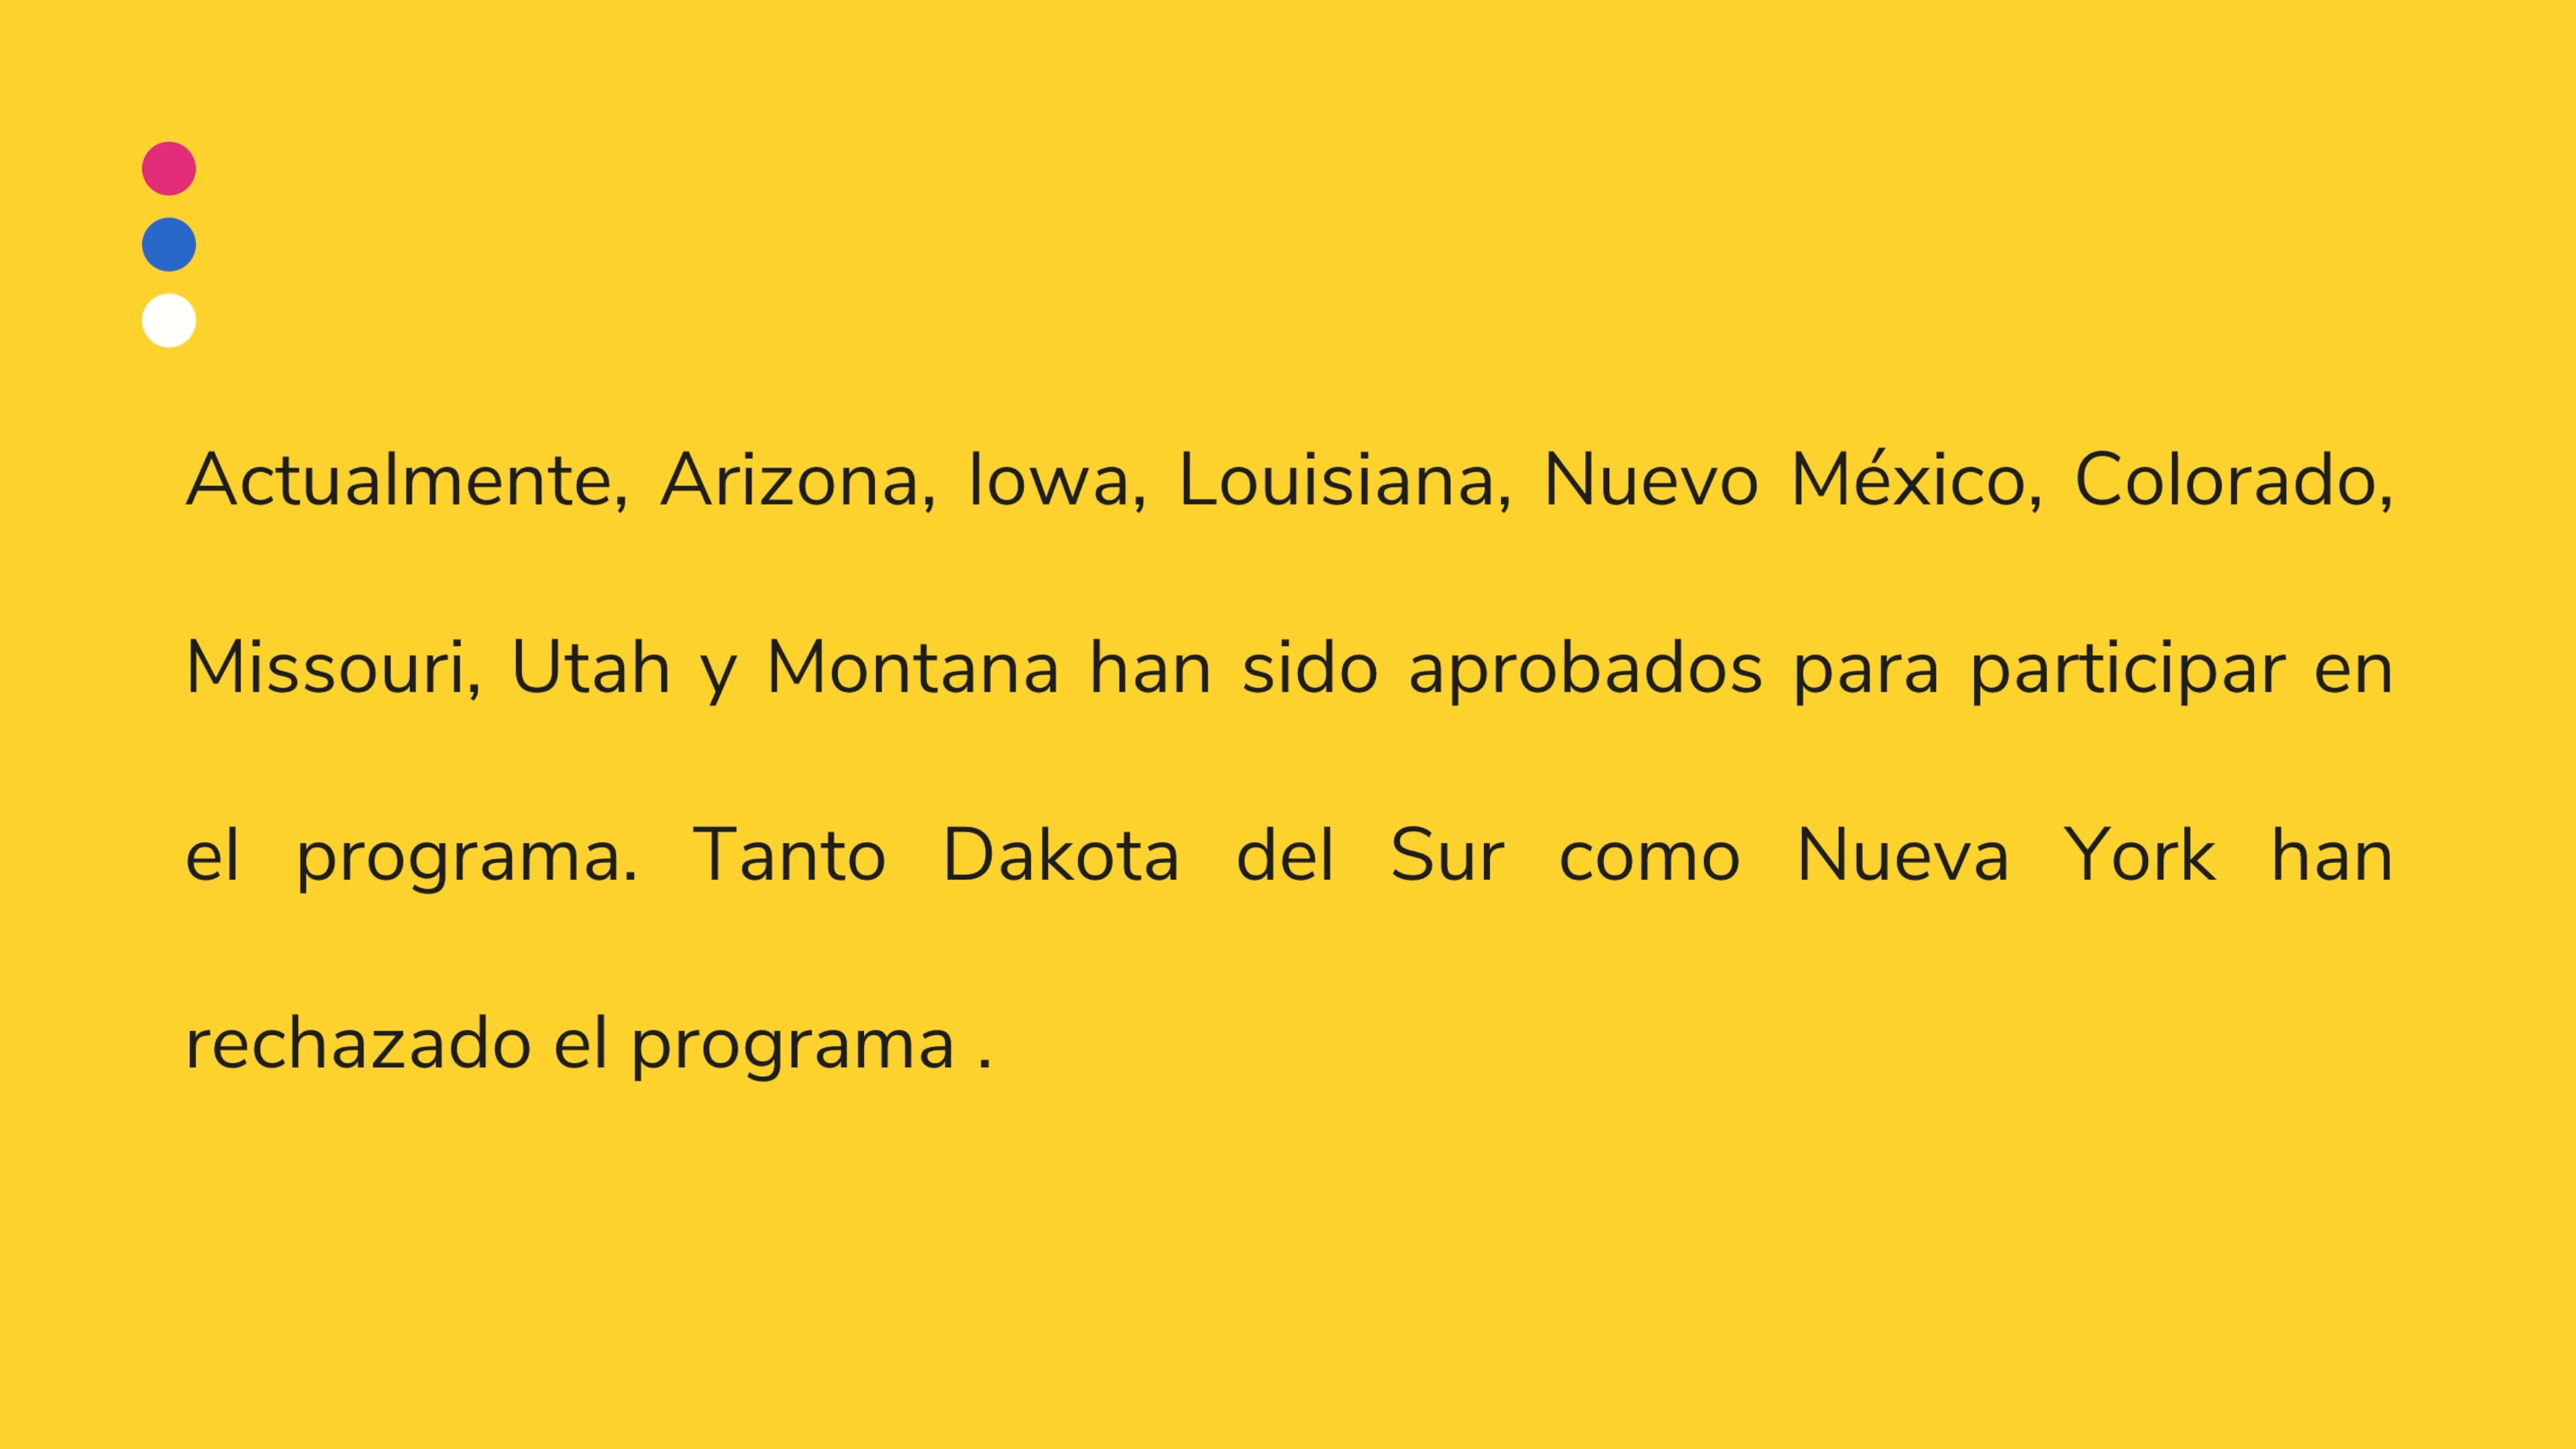 Actualmente, Arizona, Iowa, Louisiana, Nuevo México, Colorado,
Missouri, Utah y Montana han sido aprobados para participar en
el programa. Tanto Dakota del Sur como Nueva York han
rechazado el programa .